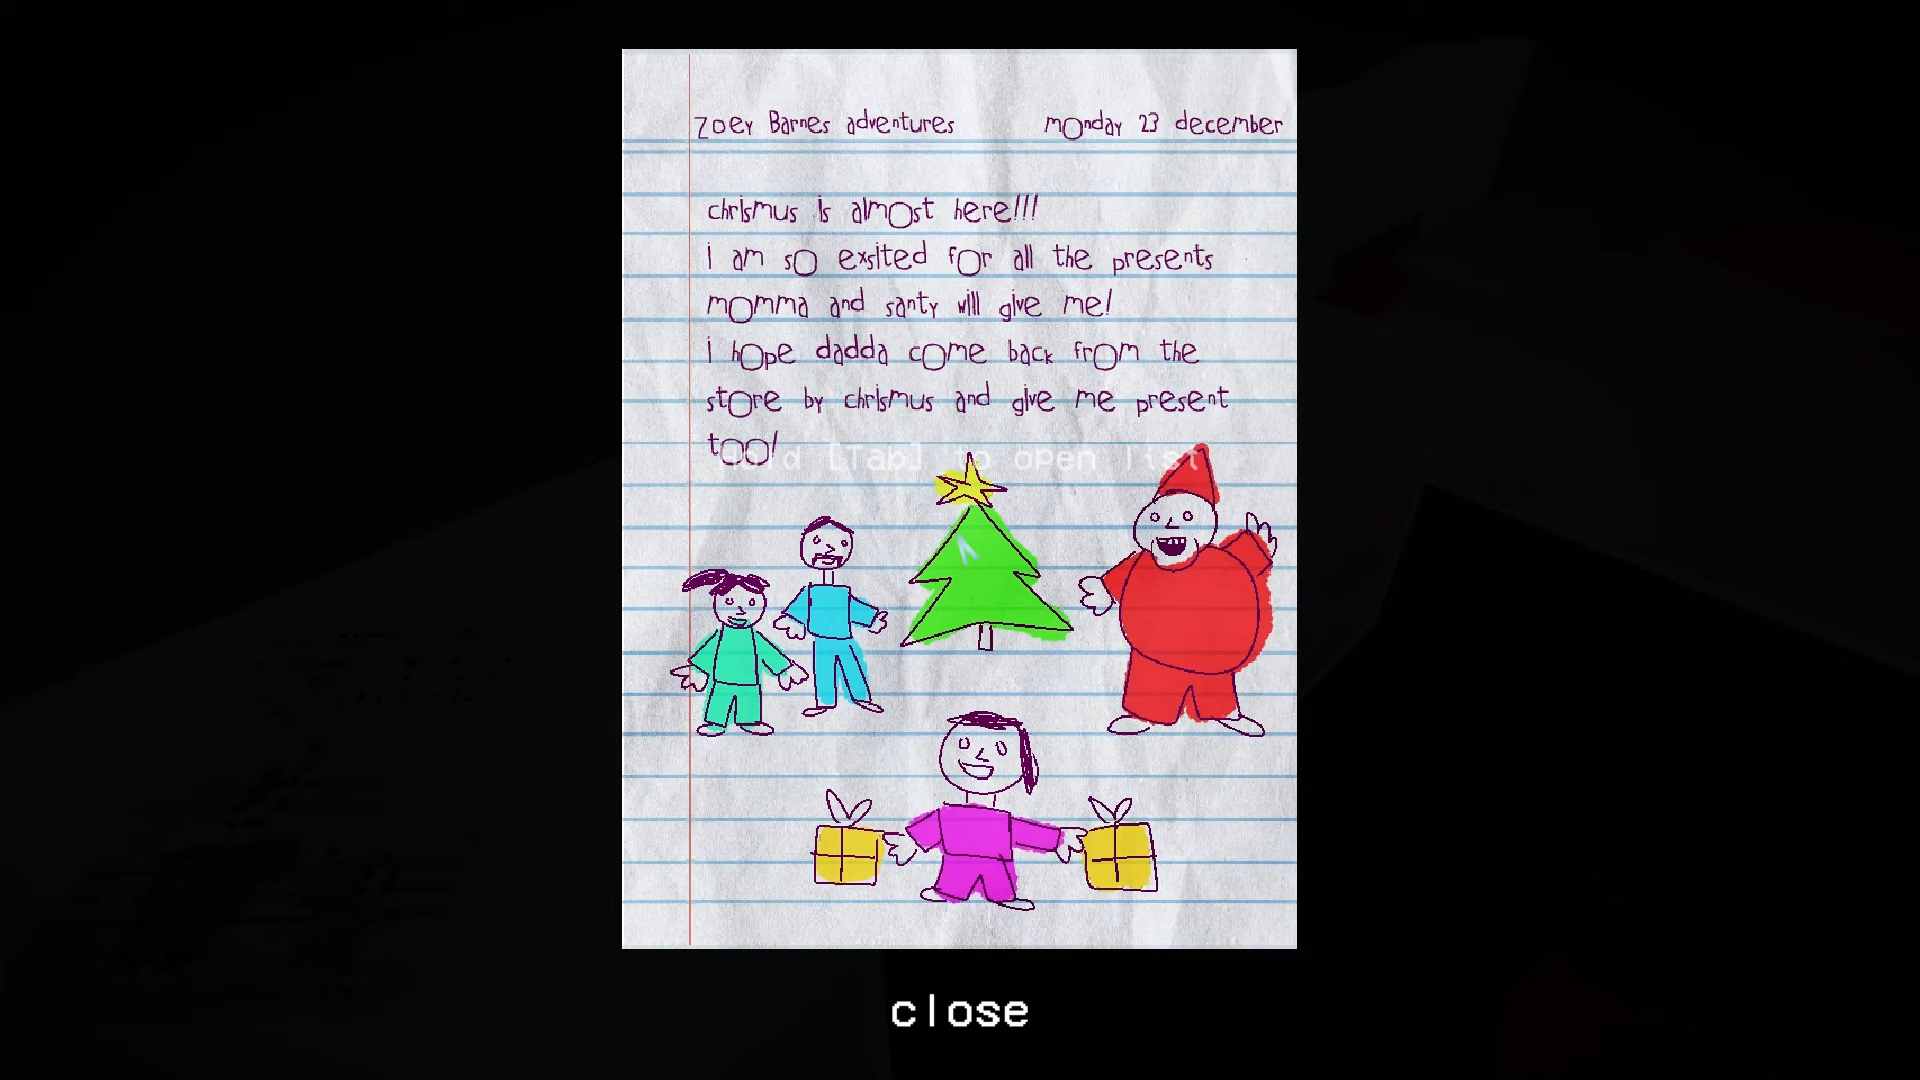 Zoey Barnes adventures monday 23 december
chrismus is almost here!!!
i am so exsited for all the presents
momma and santy will give me!
i hope dadda come back from the
store by chrismus and give me present
too!
Hold [Tab] to open list
close